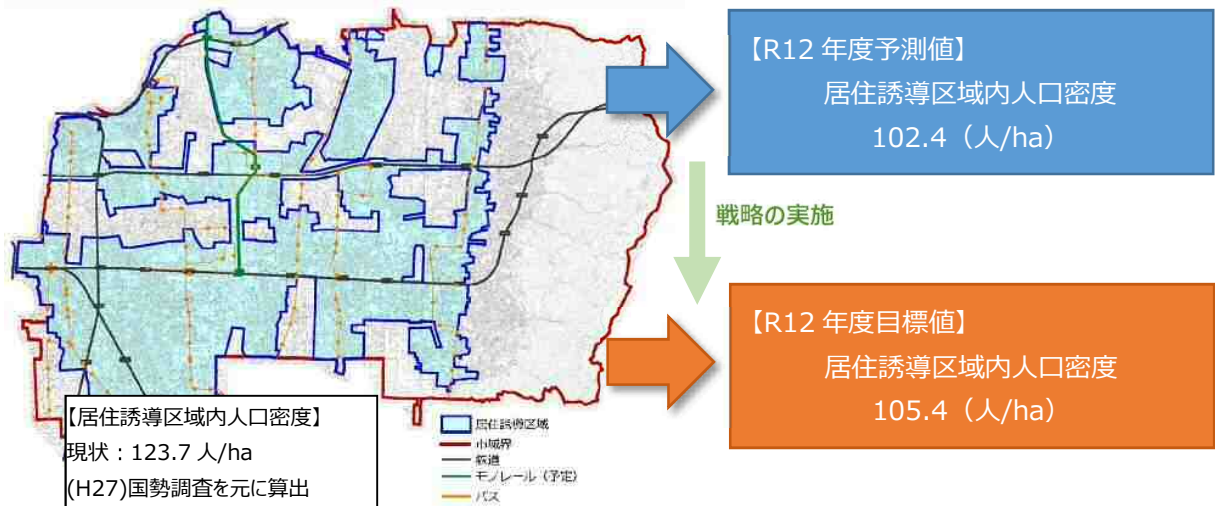 【R12 年度予測値】
居住誘導区域内人口密度
102.4（人/ha）
戦略の実施
【R12 年度目標値】
居住誘導区域内人口密度
105.4（人/ha）
【居住誘導区域内人口密度】
現状：123.7 人/ha
(H27)国勢調査を元に算出
居住誘導区域
市域界
鉄道
モノレール（予定）
バス